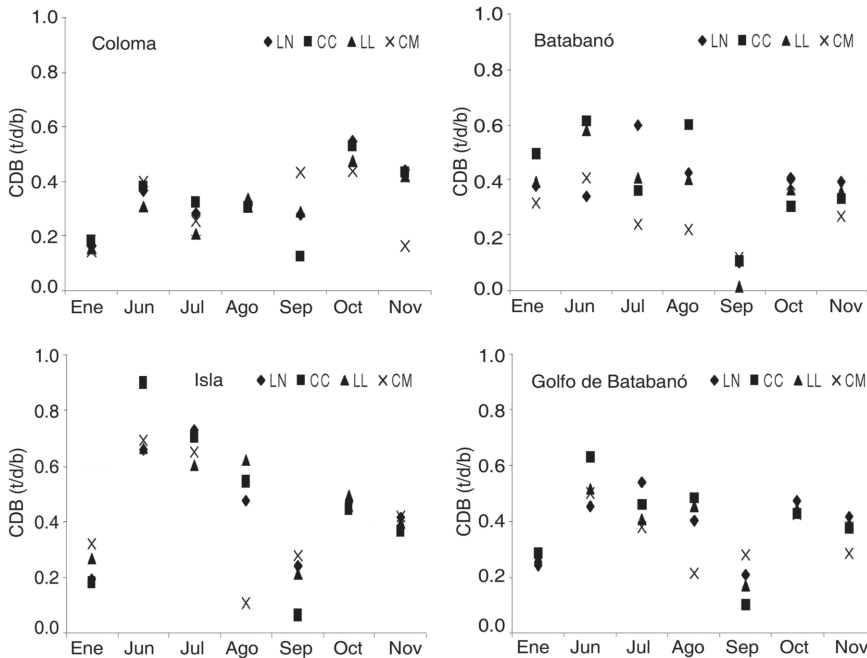 Coloma
LN CC LL CM
CDB (t/d/b)
1.0
0.8
0.6
0.4
0.2
0.0
Ene Jun Jul Ago Sep Oct Nov
Batabanó
LN CC LL CM
CDB (t/d/b)
1.0
0.8
0.6
0.4
0.2
0.0
Ene Jun Jul Ago Sep Oct Nov
Isla
LN CC LL CM
CDB (t/d/b)
1.0
0.8
0.6
0.4
0.2
0.0
Ene Jun Jul Ago Sep Oct Nov
Golfo de Batabanó
LN CC LL CM
CDB (t/d/b)
1.0
0.8
0.6
0.4
0.2
0.0
Ene Jun Jul Ago Sep Oct Nov